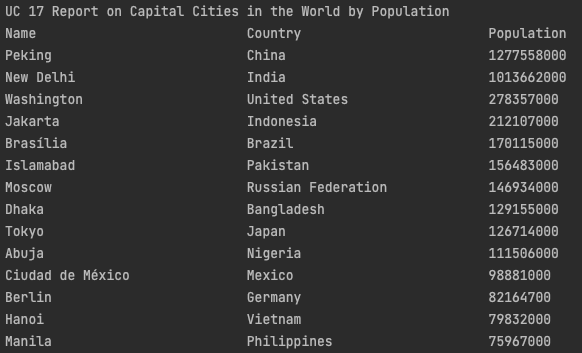 UC 17 Report on Capital Cities in the World by Population
Name Country Population
Peking China 1277558000
New Delhi India 1013662000
Washington United States 278357000
Jakarta Indonesia 212107000
Brasília Brazil 170115000
Islamabad Pakistan 156483000
Moscow Russian Federation 146934000
Dhaka Bangladesh 129155000
Tokyo Japan 126714000
Abuja Nigeria 111506000
Ciudad de México Mexico 98881000
Berlin Germany 82164700
Hanoi Vietnam 79832000
Manila Philippines 75967000